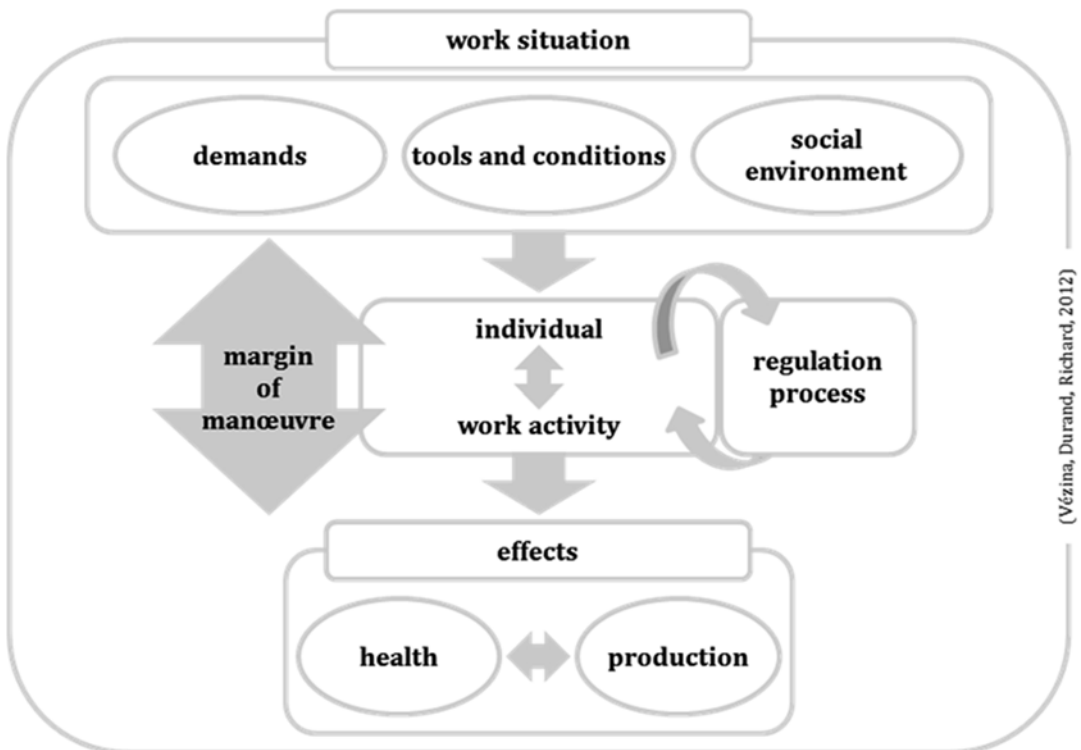 work situation
demands
tools and conditions
social
environment
margin
of
manœuvre
individual
work activity
regulation
process
effects
health
production
(Vézina, Durand, Richard, 2012)